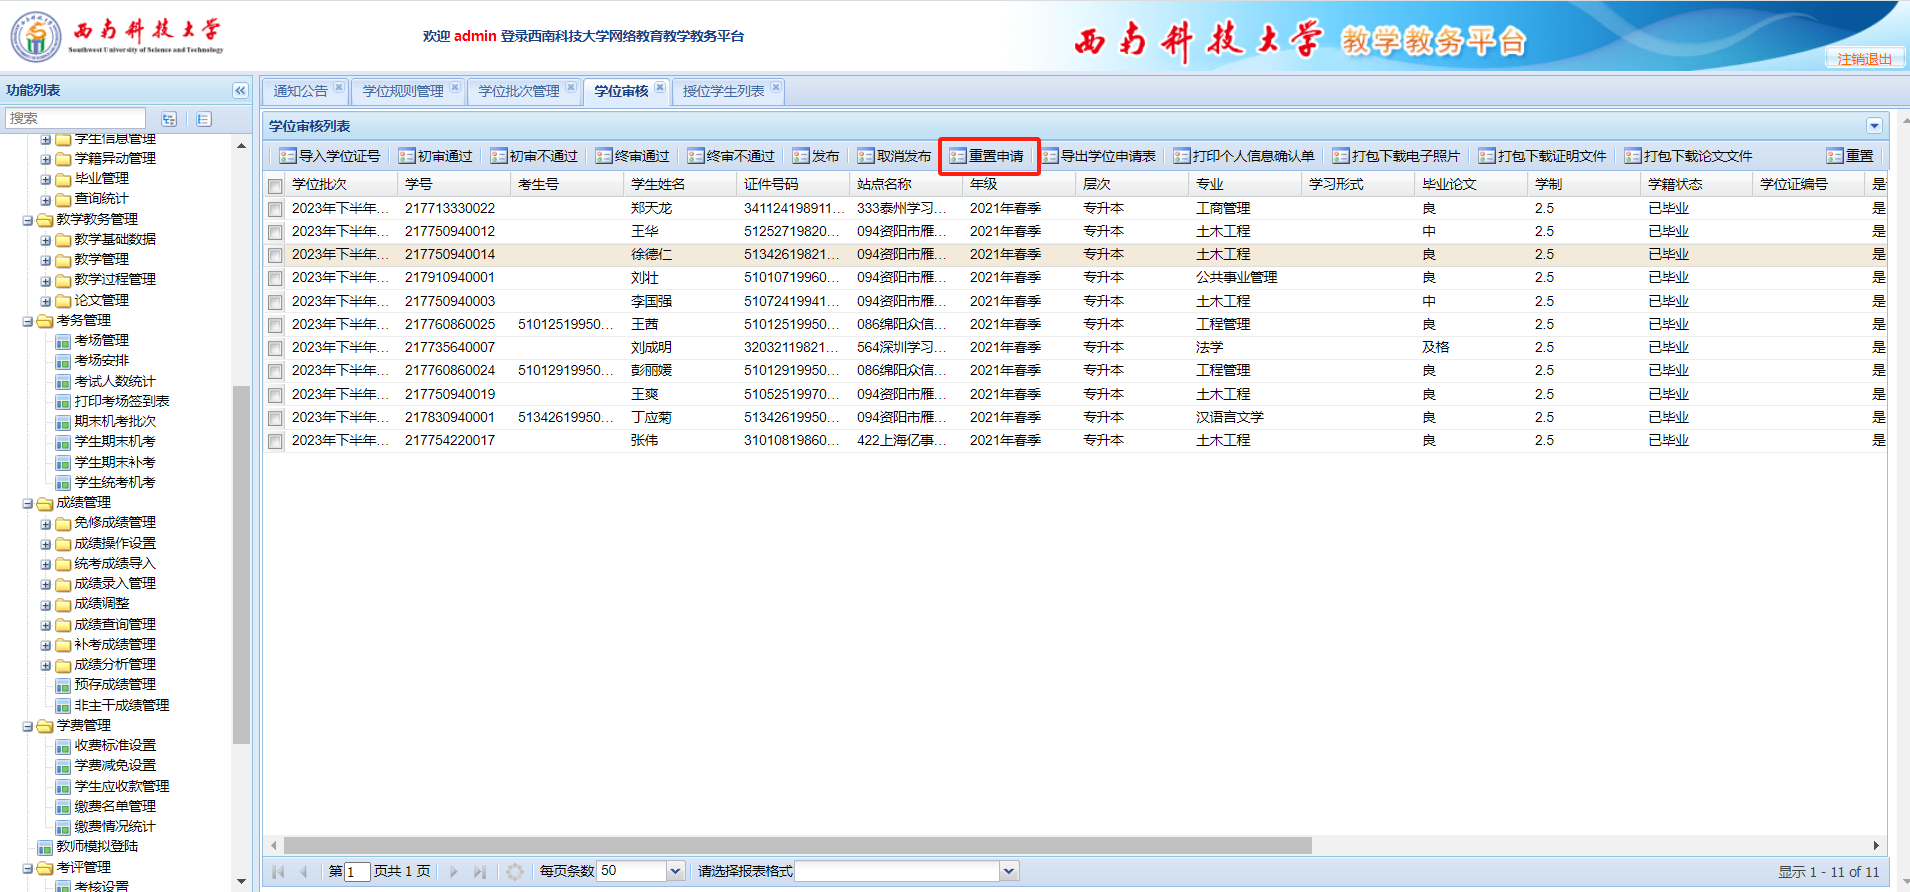 西南科技大学
Southwest University of Science and Technology
欢迎 admin 登录西南科技大学网络教育教学教务平台
西南科技大学 教学教务平台
注销退出
功能列表
搜索
学生信息管理
学籍异动管理
毕业管理
查询统计
教学教务管理
教学基础数据
教学管理
教学过程管理
论文管理
考务管理
考场管理
考场安排
考试人数统计
打印考场签到表
期末机考批次
学生期末机考
学生期末补考
学生统考机考
成绩管理
免修成绩管理
成绩操作设置
统考成绩导入
成绩录入管理
成绩调整
成绩查询管理
补考成绩管理
成绩分析管理
预存成绩管理
非主干成绩管理
学费管理
收费标准设置
学费减免设置
学生应收款管理
缴费名单管理
缴费情况统计
教师模拟登陆
考评管理
考核设置
通知公告 学位规则管理 学位批次管理 学位审核 授位学生列表
学位审核列表
导入学位证号 初审通过 初审不通过 终审通过 终审不通过 发布 取消发布 重置申请 导出学位申请表 打印个人信息确认单 打包下载电子照片 打包下载证明文件 打包下载论文文件 重置
学位批次 学号 考生号 学生姓名 证件号码 站点名称 年级 层次 专业 学习形式 毕业论文 学制 学籍状态 学位证编号 是
2023年下半年... 217713330022 郑天龙 341124198911... 333泰州学习... 2021年春季 专升本 工商管理 良 2.5 已毕业 是
2023年下半年... 217750940012 王华 51252719820... 094资阳市雁... 2021年春季 专升本 土木工程 中 2.5 已毕业 是
2023年下半年... 217750940014 徐德仁 51342619821... 094资阳市雁... 2021年春季 专升本 土木工程 良 2.5 已毕业 是
2023年下半年... 217910940001 刘壮 51010719960... 094资阳市雁... 2021年春季 专升本 公共事业管理 良 2.5 已毕业 是
2023年下半年... 217750940003 李国强 51072419941... 094资阳市雁... 2021年春季 专升本 土木工程 中 2.5 已毕业 是
2023年下半年... 217760860025 51012519950... 王茜 51012519950... 086绵阳众信... 2021年春季 专升本 工程管理 良 2.5 已毕业 是
2023年下半年... 217735640007 刘成明 32032119821... 564深圳学习... 2021年春季 专升本 法学 及格 2.5 已毕业 是
2023年下半年... 217760860024 51012919950... 彭丽媛 51012919950... 086绵阳众信... 2021年春季 专升本 工程管理 良 2.5 已毕业 是
2023年下半年... 217750940019 王爽 51052519970... 094资阳市雁... 2021年春季 专升本 土木工程 良 2.5 已毕业 是
2023年下半年... 217830940001 51342619950... 丁应菊 51342619950... 094资阳市雁... 2021年春季 专升本 汉语言文学 良 2.5 已毕业 是
2023年下半年... 217754220017 张伟 31010819860... 422上海亿事... 2021年春季 专升本 土木工程 良 2.5 已毕业 是
第 1 页共 1 页 每页条数 50 请选择报表格式 显示 1 - 11 of 11